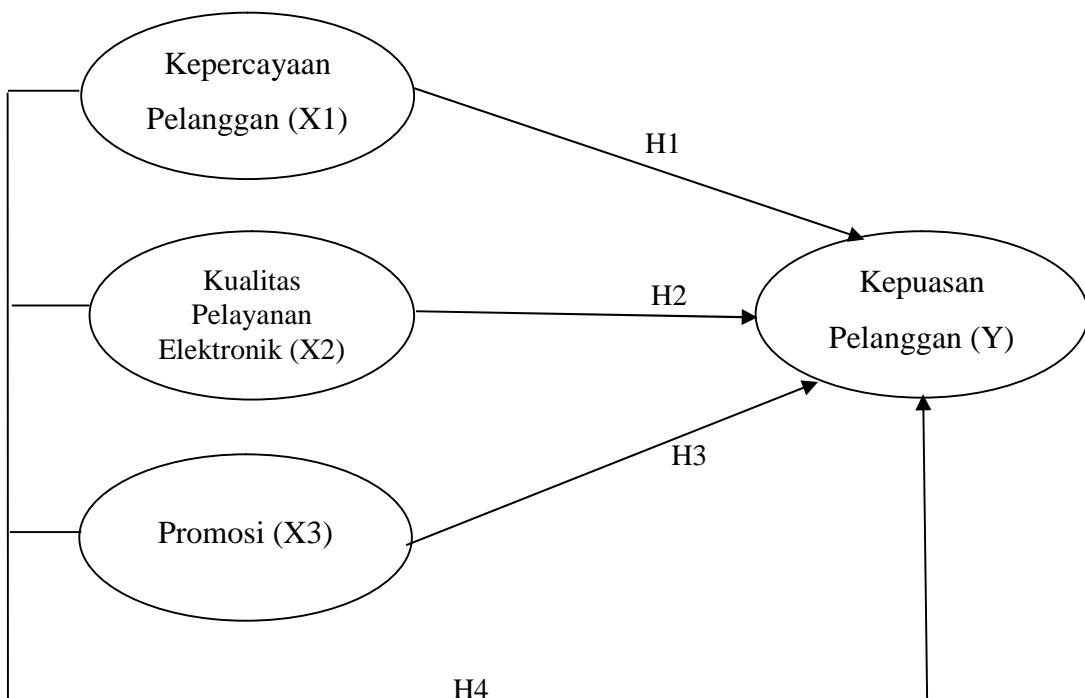 Kepercayaan
Pelanggan (X1)
H1
Kualitas
Pelayanan
Elektronik (X2)
H2
Kepuasan
Pelanggan (Y)
Promosi (X3)
H3
H4